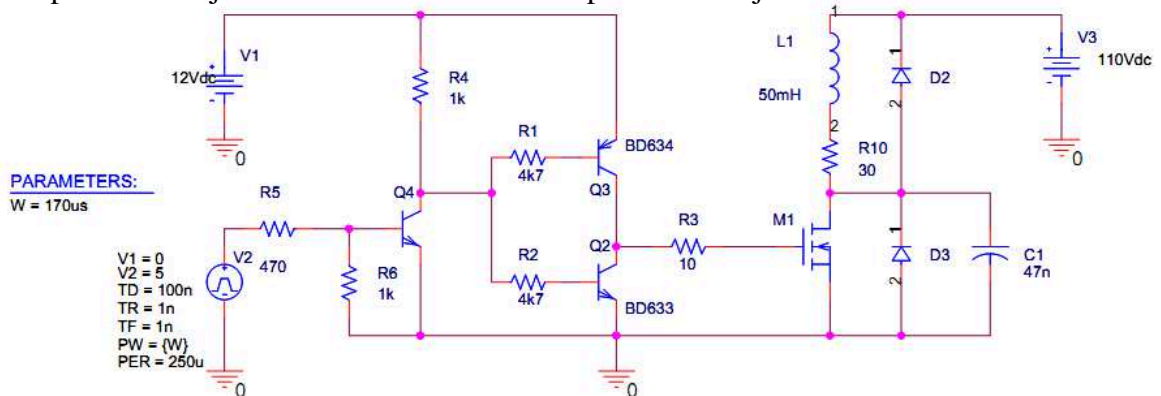 V1
12Vdc
R4
1k
R1
4k7
BD634
Q3
L1
50mH
1
2
R10
30
1
D2
2
V3
110Vdc
0
0
PARAMETERS:
W = 170us
R5
470
Q4
R6
1k
R2
4k7
Q2
BD633
R3
10
M1
1
D3
2
C1
47n
V2
V1 = 0
V2 = 5
TD = 100n
TR = 1n
TF = 1n
PW = {W}
PER = 250u
0
0